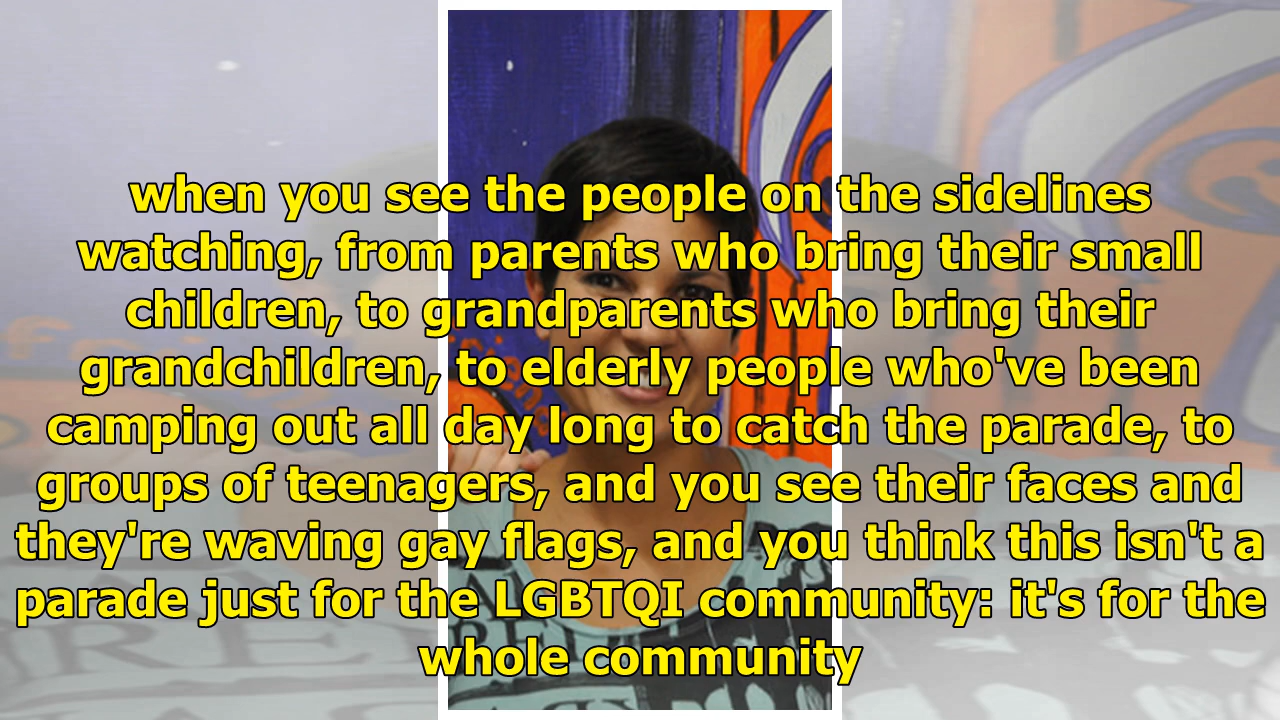 when you see the people on the sidelines
watching, from parents who bring their small
children, to grandparents who bring their
grandchildren, to elderly people who've been
camping out all day long to catch the parade, to
groups of teenagers, and you see their faces and
they're waving gay flags, and you think this isn't a
parade just for the LGBTQI community: it's for the
whole community